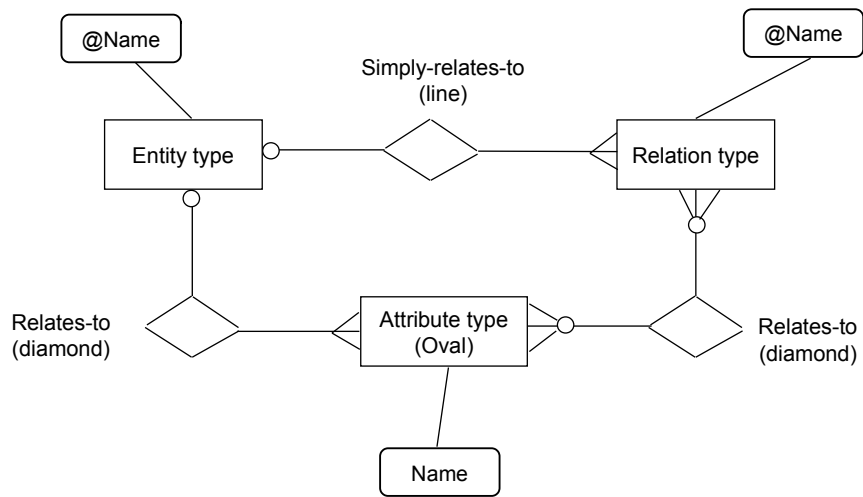 @Name
@Name
Simply-relates-to
(line)
Entity type
Relation type
Relates-to
(diamond)
Attribute type
(Oval)
Relates-to
(diamond)
Name